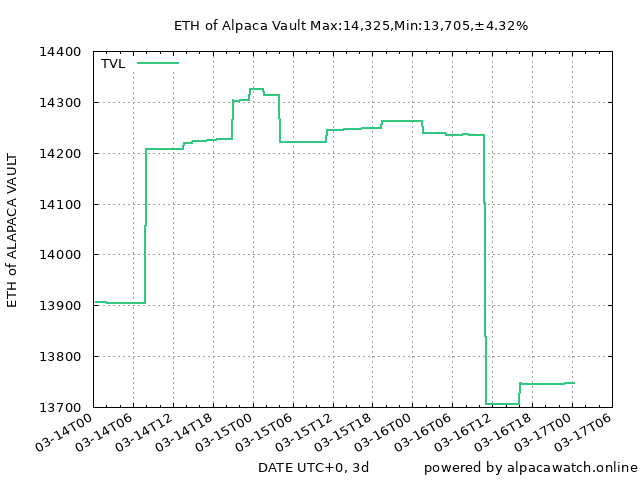 ETH of Alpaca Vault Max:14,325,Min:13,705,±4.32%
14400
TVL
14300
14200
14100
14000
13900
13800
13700
ETH of ALAPACA VAULT
03-14T00
03-14T06
03-14T12
03-14T18
03-15T00
03-15T06
03-15T12
03-15T18
03-16T00
03-16T06
03-16T12
03-16T18
03-17T00
03-17T06
DATE UTC+0, 3d
powered by alpacawatch.online